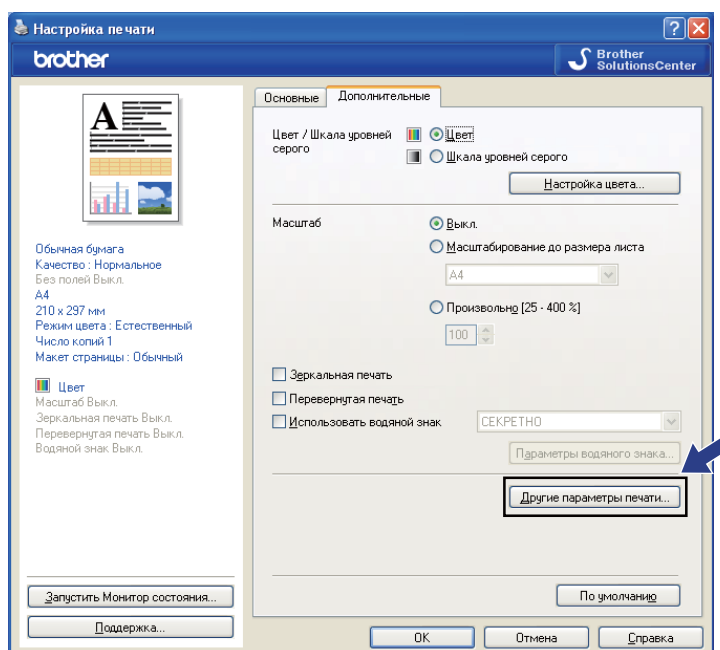 Настройка печати
brother
Brother
SolutionsCenter
A
Обычная бумага
Качество : Нормальное
Без полей Выкл.
A4
210 x 297 мм
Режим цвета : Естественный
Число копий 1
Макет страницы : Обычный
Цвет
Масштаб Выкл.
Зеркальная печать Выкл.
Перевернутая печать Выкл.
Водяной знак Выкл.
Запустить Монитор состояния...
Поддержка...
Основные
Дополнительные
Цвет / Шкала уровней
серого
Цвет
Шкала уровней серого
Настройка цвета...
Масштаб
Выкл.
Масштабирование до размера листа
A4
Произвольно [25 - 400 %]
100
Зеркальная печать
Перевернутая печать
Использовать водяной знак
СЕКРЕТНО
Параметры водяного знака...
Другие параметры печати...
По умолчанию
OK
Отмена
Справка